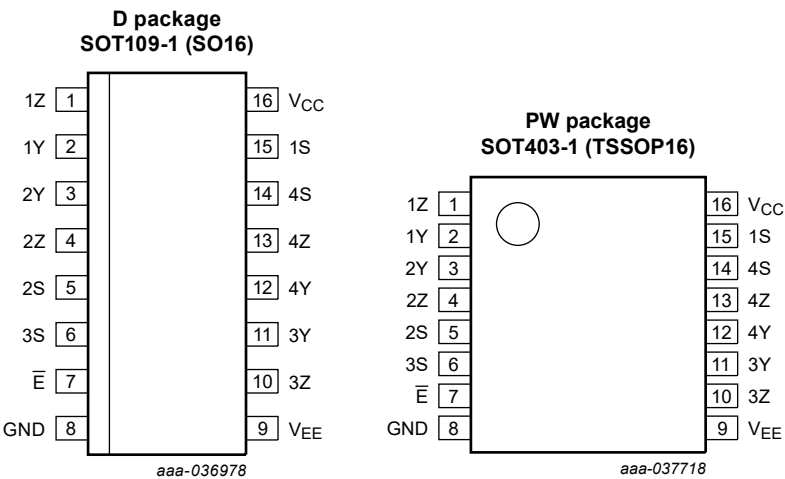 D package
SOT109-1 (SO16)
1Z 1 16 VCC
1Y 2 15 1S
2Y 3 14 4S
2Z 4 13 4Z
2S 5 12 4Y
3S 6 11 3Y
E̅ 7 10 3Z
GND 8 9 VEE
aaa-036978
PW package
SOT403-1 (TSSOP16)
1Z 1 16 VCC
1Y 2 15 1S
2Y 3 14 4S
2Z 4 13 4Z
2S 5 12 4Y
3S 6 11 3Y
E̅ 7 10 3Z
GND 8 9 VEE
aaa-037718